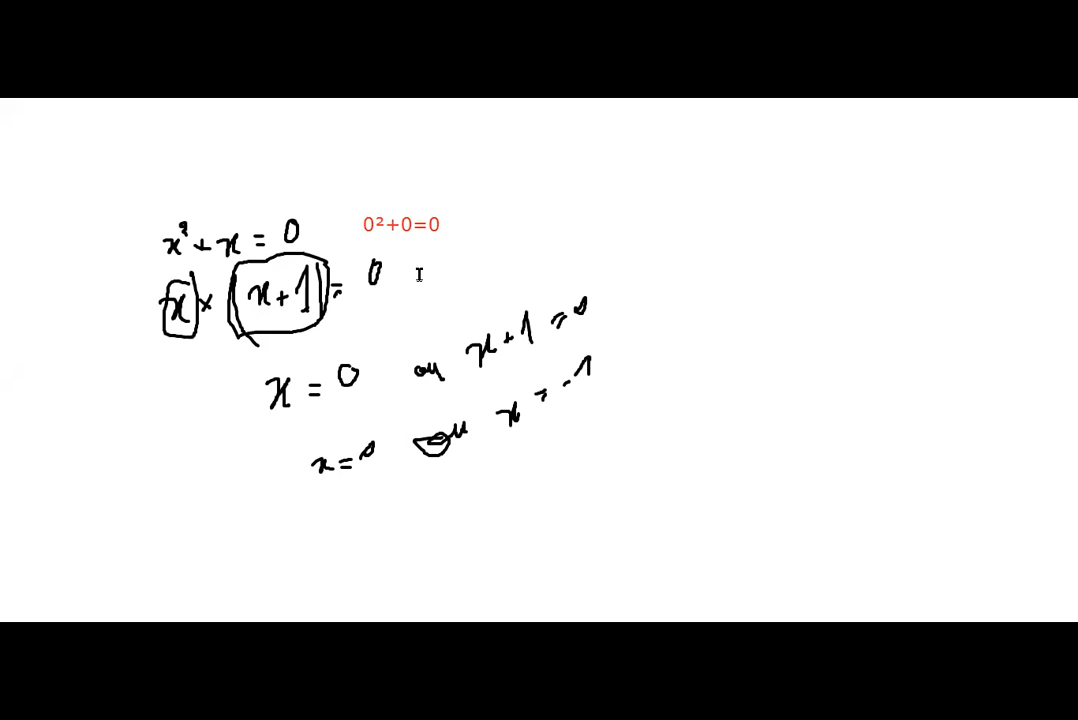 x² + x = 0 0²+0=0
x × (x+1) = 0
x = 0 ou x+1 = 0
x = 0 ou x = -1